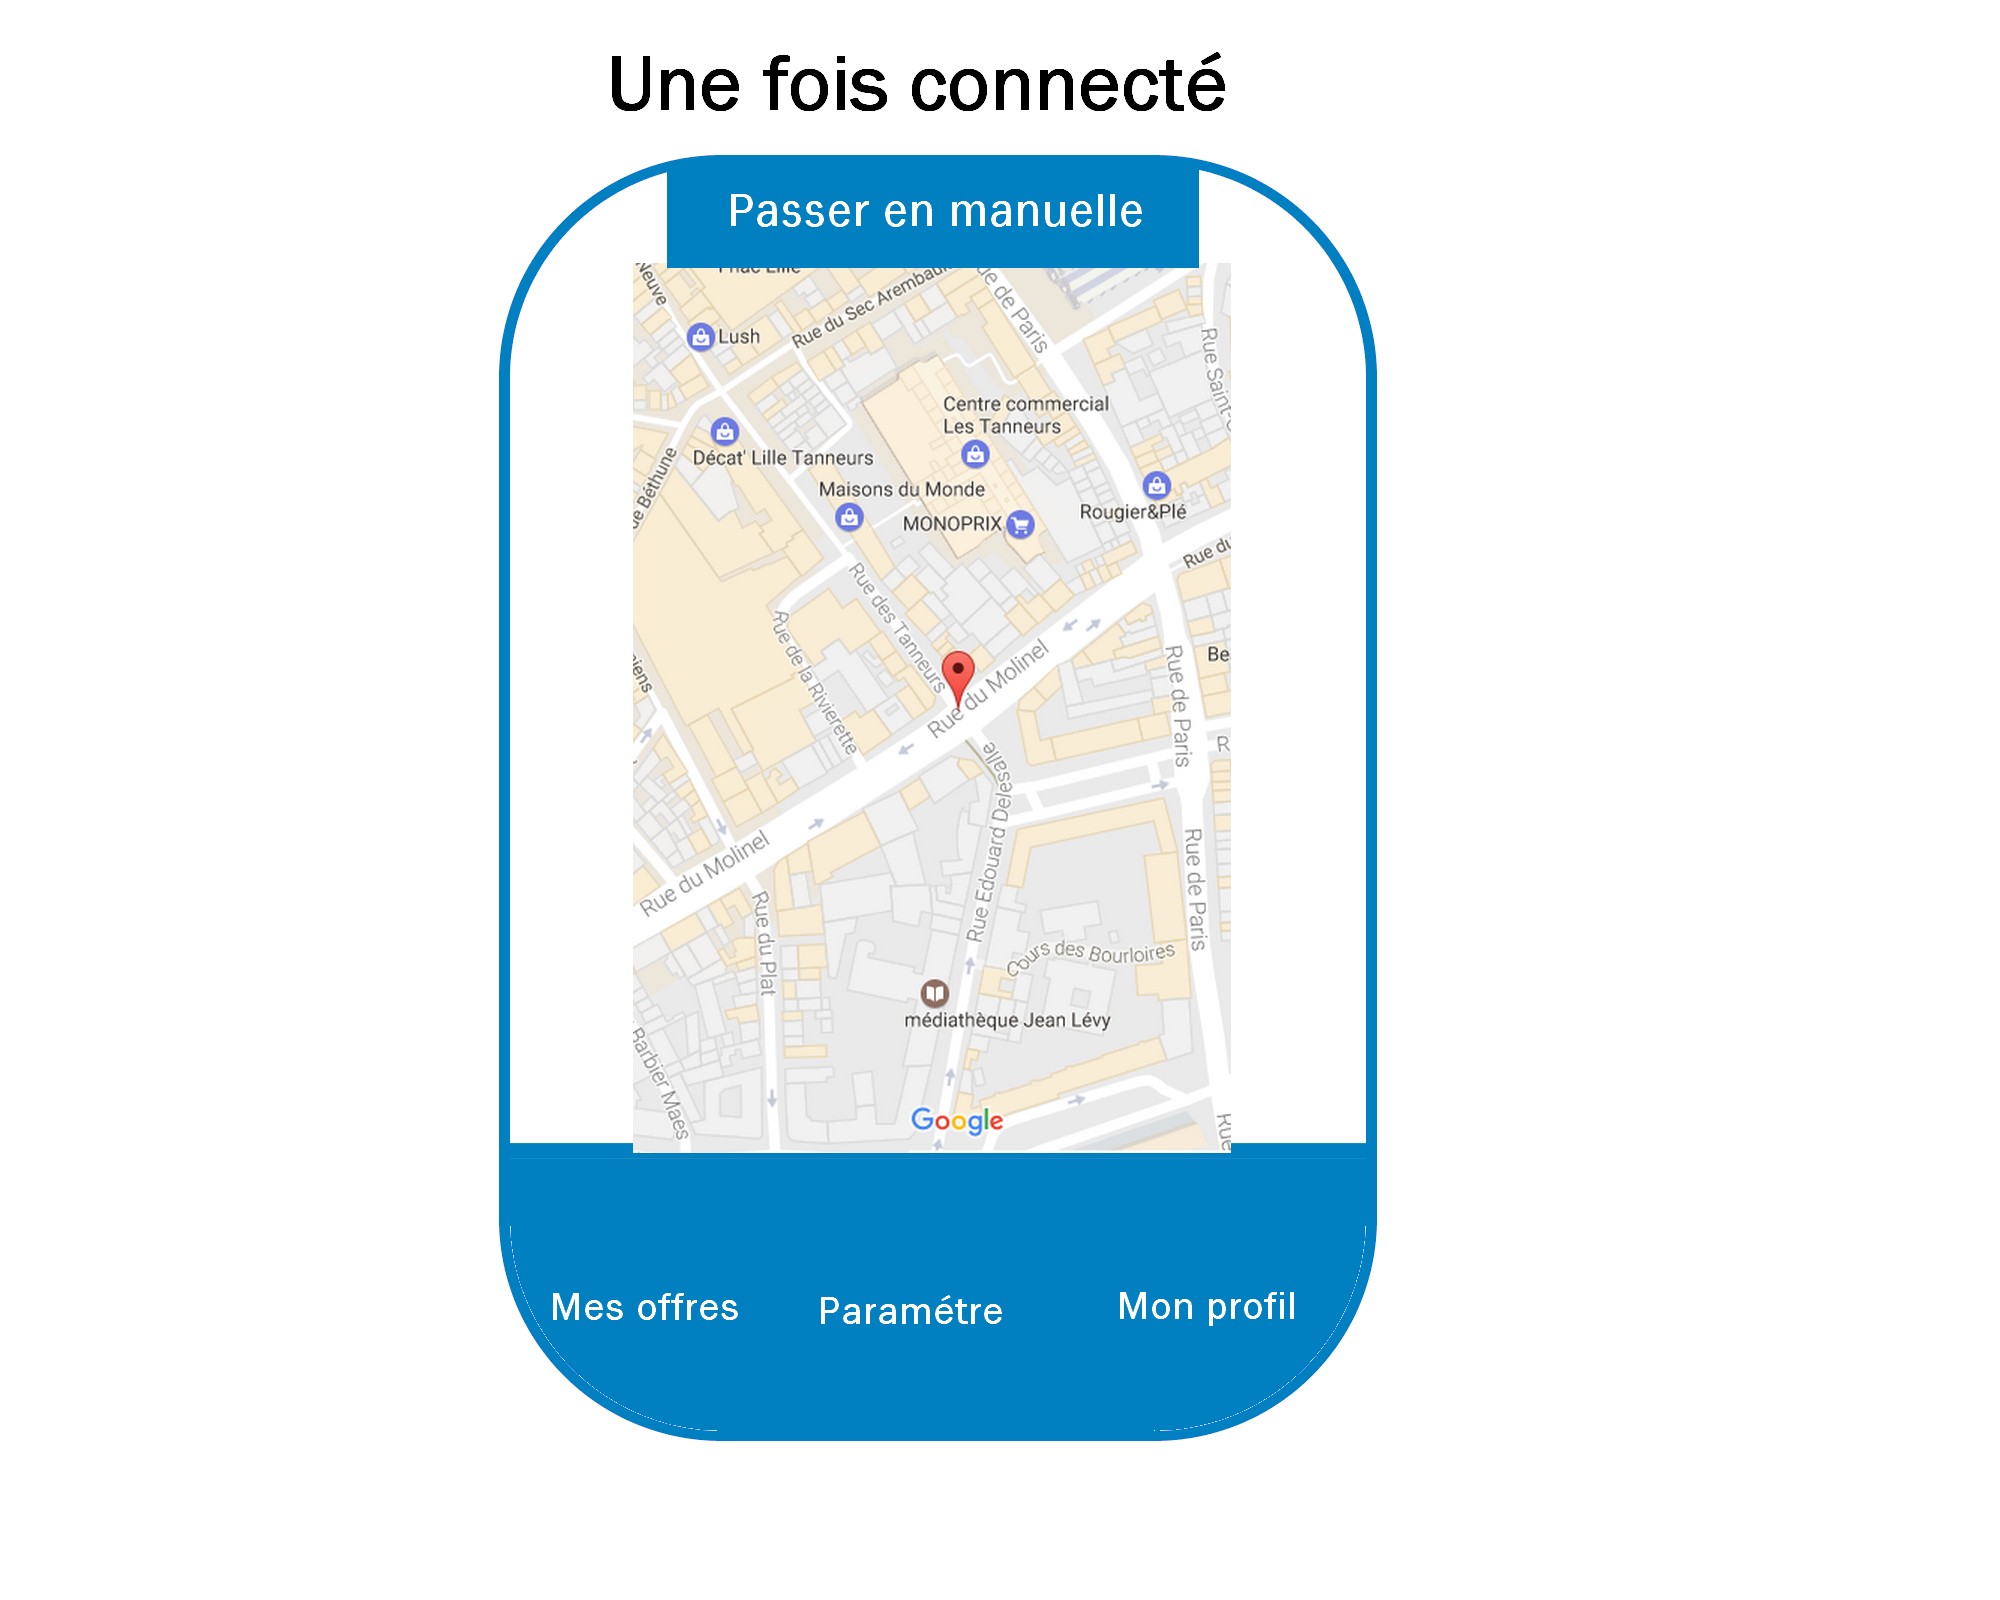 Une fois connecté
Passer en manuelle
Neuve
Rue du Sec Arembault
Rue de Paris
Lush
Rue Saint-
Centre commercial
Les Tanneurs
Décat' Lille Tanneurs
Maisons du Monde
MONOPRIX
Rougier&Plé
de Béthune
Rue du
Rue des Tanneurs
Rue de la Rivierette
Rue du Molinel
Be
Rue de Paris
R
Rue Edouard Delesalle
Rue du Molinel
Rue de Paris
Rue du Plat
Cours des Bourloires
médiathèque Jean Lévy
Barbier Maes
Google
Rue
Mes offres
Paramétre
Mon profil